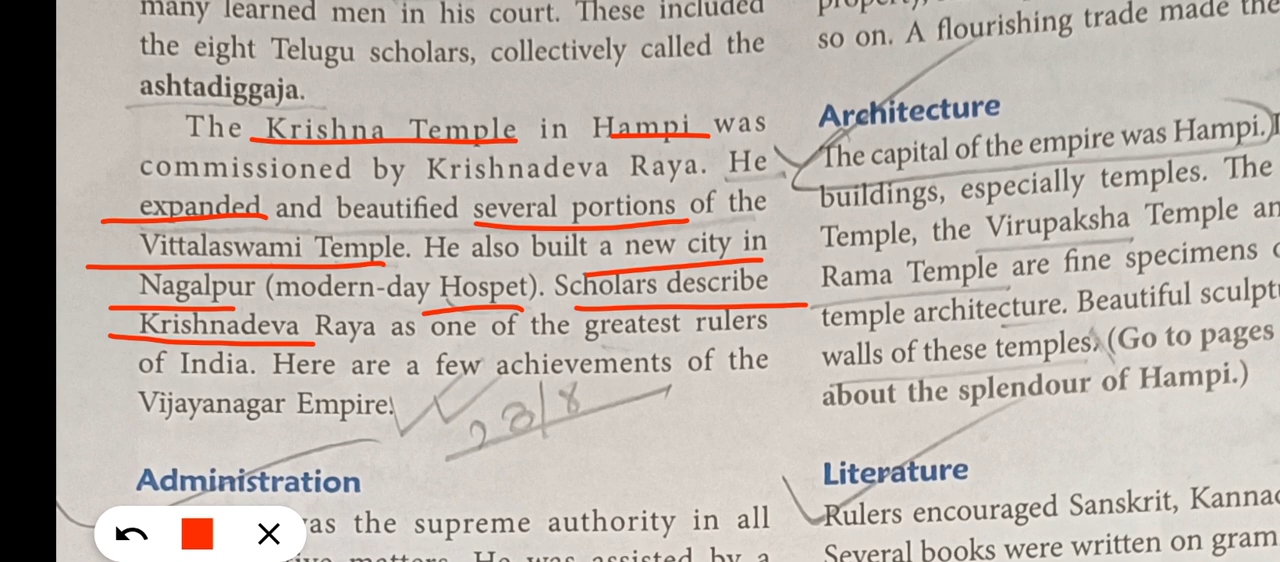 many learned men in his court. These included
the eight Telugu scholars, collectively called the
ashtadiggaja.
The Krishna Temple in Hampi was
commissioned by Krishnadeva Raya. He
expanded and beautified several portions of the
Vittalaswami Temple. He also built a new city in
Nagalpur (modern-day Hospet). Scholars describe
Krishnadeva Raya as one of the greatest rulers
of India. Here are a few achievements of the
Vijayanagar Empire.
23/8
Administration
was the supreme authority in all
He was assisted by a
so on. A flourishing trade made the
Architecture
The capital of the empire was Hampi.
buildings, especially temples. The
Temple, the Virupaksha Temple
Rama Temple are fine specimens
temple architecture. Beautiful
walls of these temples. (Go to pages
about the splendour of Hampi.)
Literature
Rulers encouraged Sanskrit,
Several books were written on